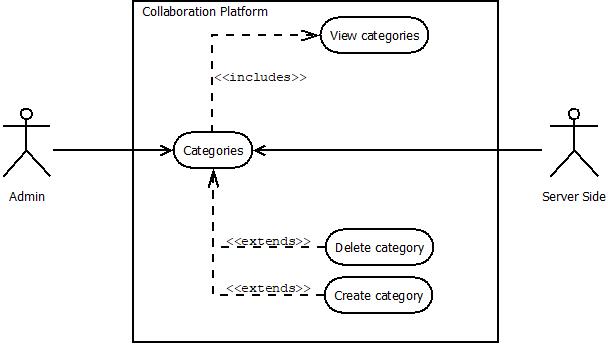 Collaboration Platform
View categories
<<includes>>
Categories
Admin
Server Side
<<extends>>
Delete category
<<extends>>
Create category